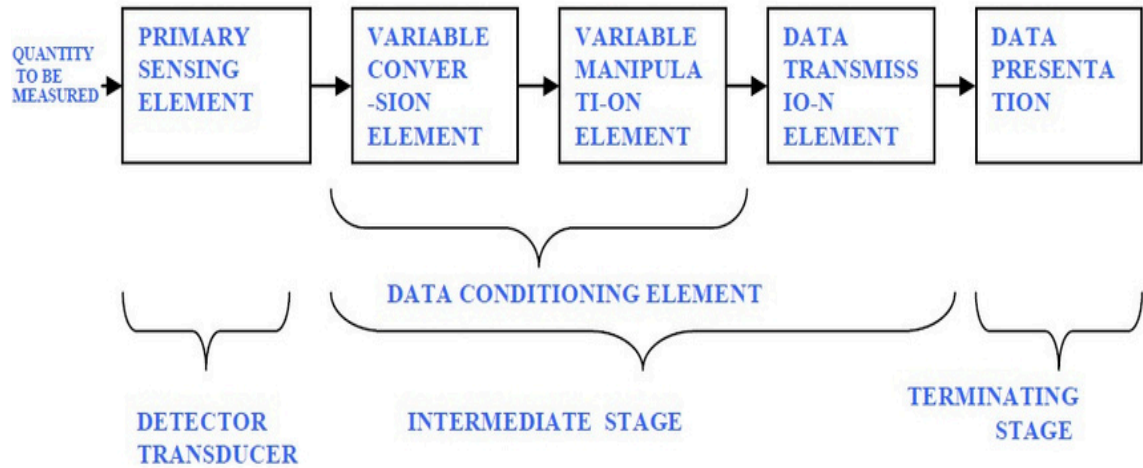 QUANTITY
TO BE
MEASURED
PRIMARY
SENSING
ELEMENT
VARIABLE
CONVER
-SION
ELEMENT
VARIABLE
MANIPULA
TI-ON
ELEMENT
DATA
TRANSMISS
IO-N
ELEMENT
DATA
PRESENTA
TION
DATA CONDITIONING ELEMENT
DETECTOR
TRANSDUCER
INTERMEDIATE STAGE
TERMINATING
STAGE